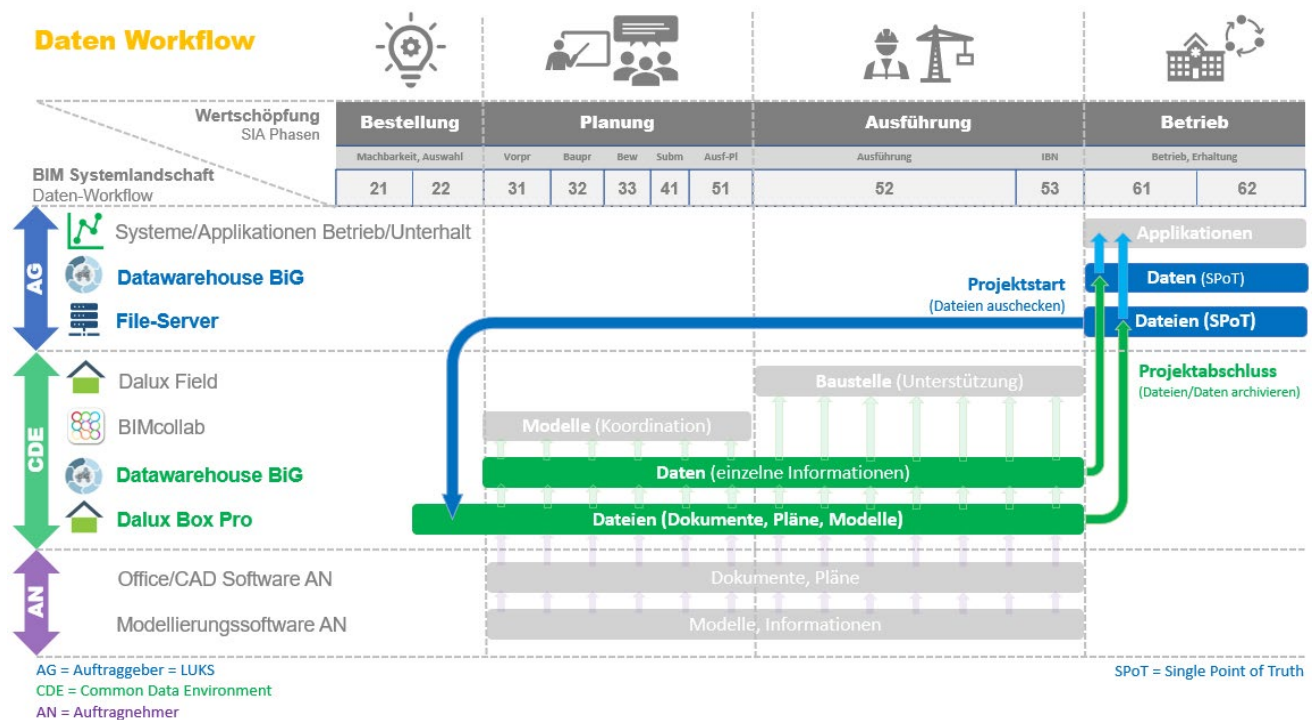 Daten Workflow
Wertschöpfung
SIA Phasen
Bestellung
Planung
Ausführung
Betrieb
Machbarkeit, Auswahl
Vorpr
Baupr
Bew
Subm
Ausf-Pl
Ausführung
IBN
Betrieb, Erhaltung
BIM Systemlandschaft
Daten-Workflow
21
22
31
32
33
41
51
52
53
61
62
AG
Systeme/Applikationen Betrieb/Unterhalt
Applikationen
Datawarehouse BiG
Projektstart
(Dateien auschecken)
Daten (SPoT)
File-Server
Dateien (SPoT)
CDE
Dalux Field
Baustelle (Unterstützung)
Projektabschluss
(Dateien/Daten archivieren)
BIMcollab
Modelle (Koordination)
Datawarehouse BiG
Daten (einzelne Informationen)
Dalux Box Pro
Dateien (Dokumente, Pläne, Modelle)
AN
Office/CAD Software AN
Dokumente, Pläne
Modellierungssoftware AN
Modelle, Informationen
AG = Auftraggeber = LUKS
SPoT = Single Point of Truth
CDE = Common Data Environment
AN = Auftragnehmer